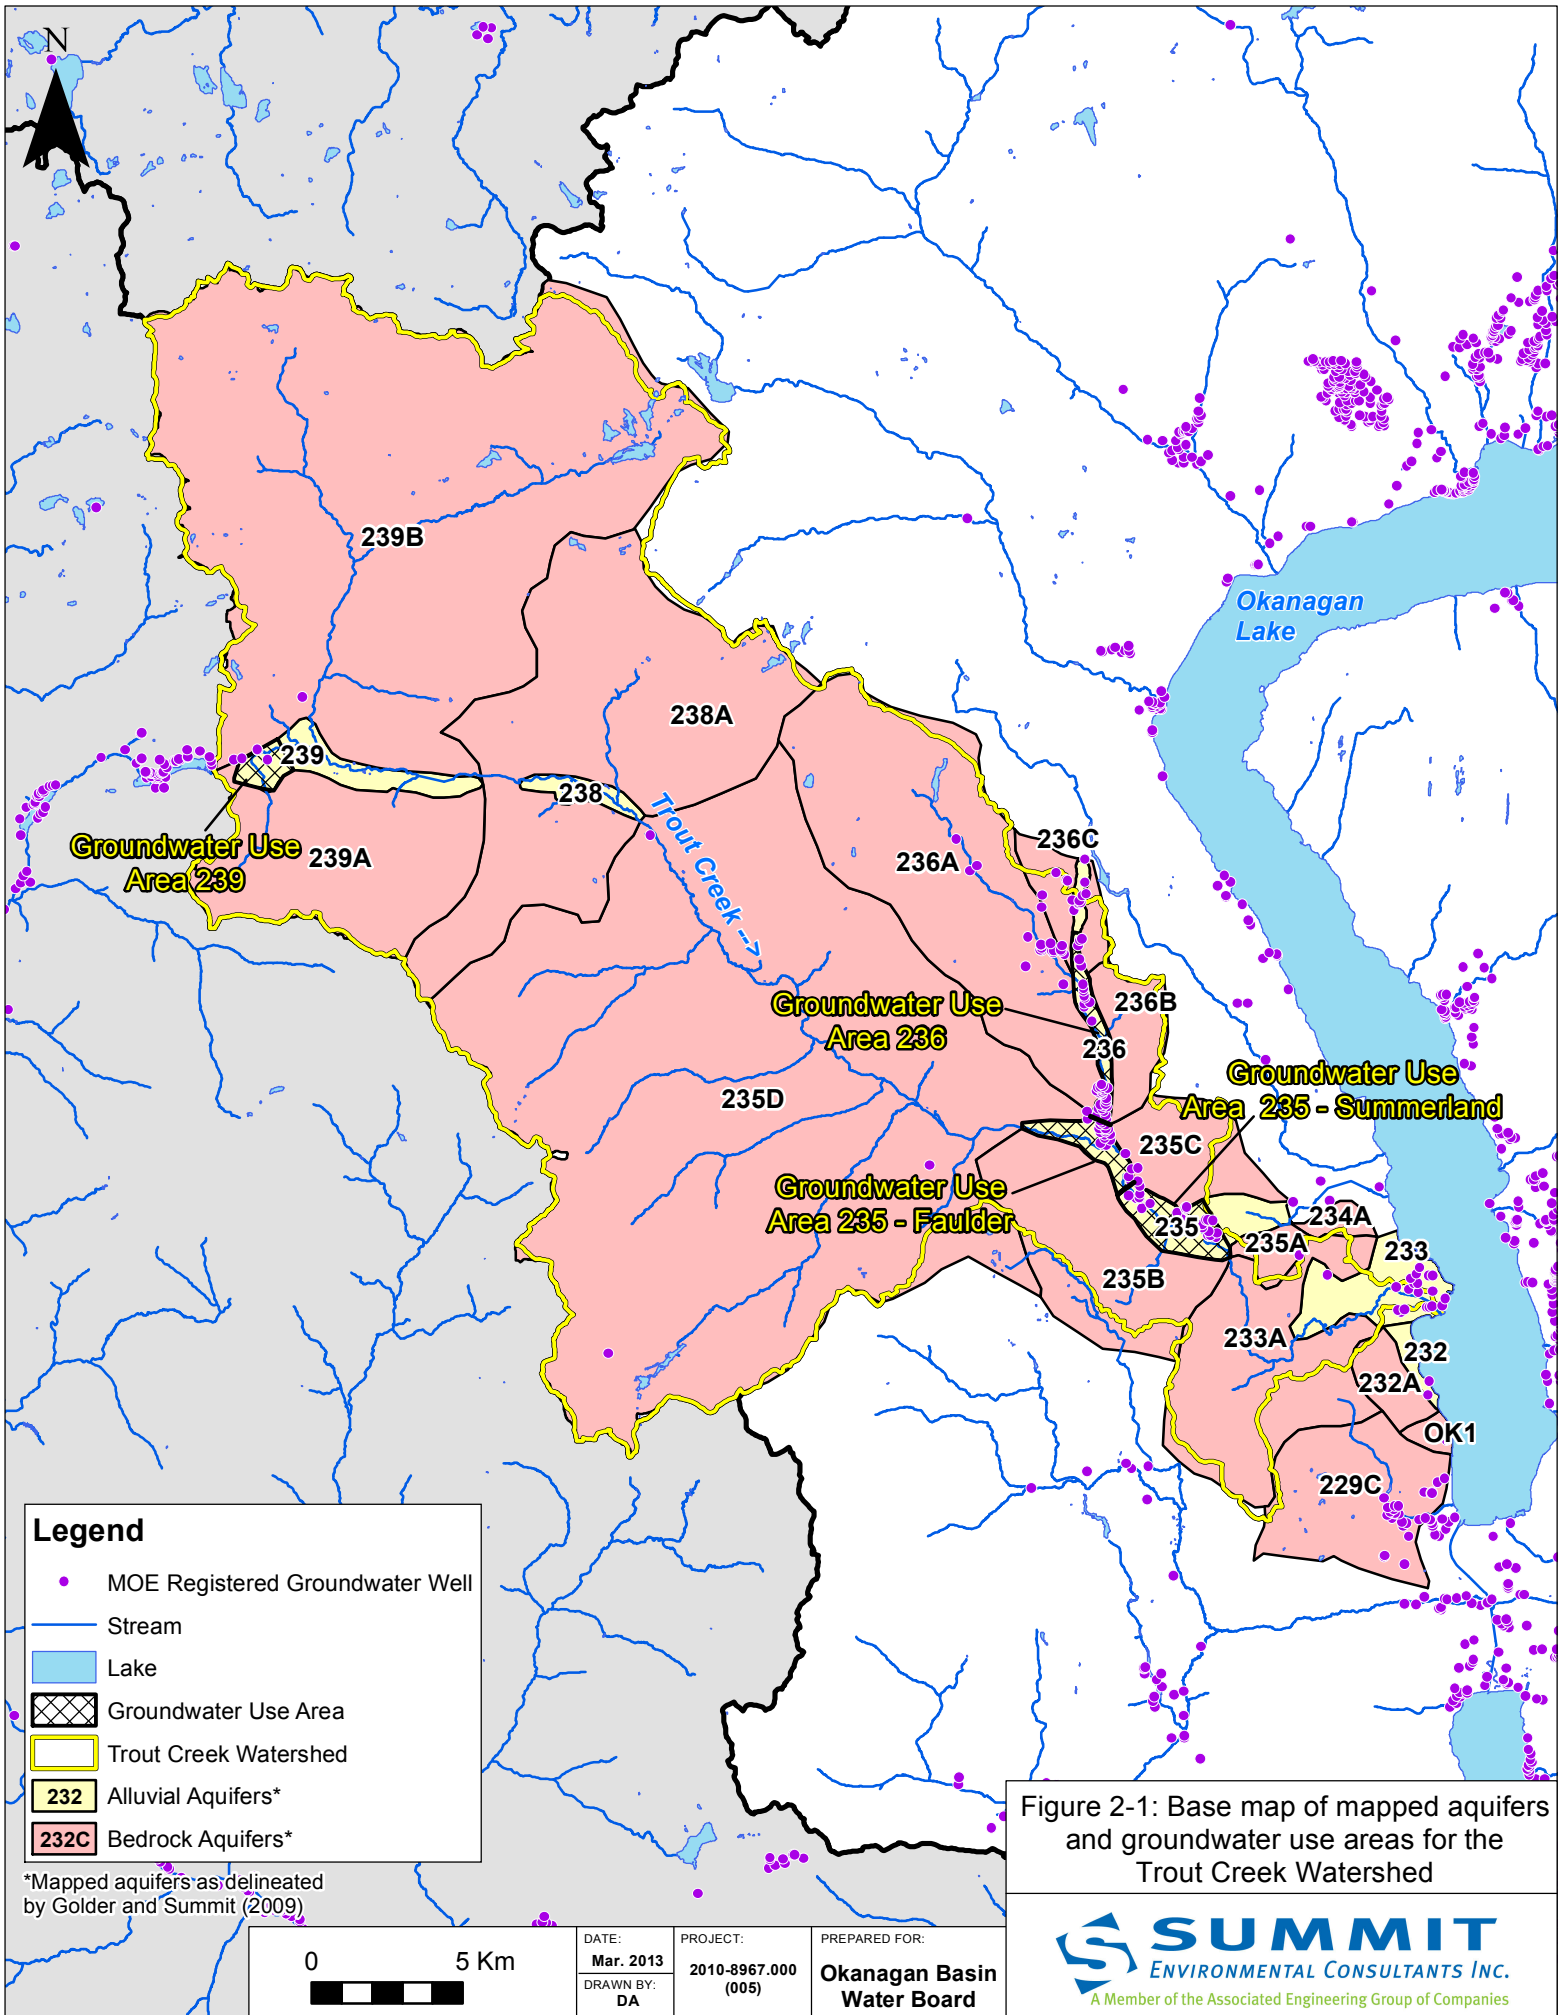 N
239B
Okanagan
Lake
238A
239
238
Trout Creek -->
Groundwater Use
Area 239
239A
236A
236C
Groundwater Use
Area 236
236B
236
Groundwater Use
Area  235 - Summerland
235D
235C
Groundwater Use
Area 235 - Faulder
235
234A
235A
233
235B
233A
232
232A
OK1
229C
Legend
MOE Registered Groundwater Well
Stream
Lake
Groundwater Use Area
Trout Creek Watershed
232 Alluvial Aquifers*
232C Bedrock Aquifers*
*Mapped aquifers as delineated
by Golder and Summit (2009)
0 5 Km
DATE:
Mar. 2013
DRAWN BY:
DA
PROJECT:
2010-8967.000
(005)
PREPARED FOR:
Okanagan Basin
Water Board
Figure 2-1: Base map of mapped aquifers
and groundwater use areas for the
Trout Creek Watershed
SUMMIT
ENVIRONMENTAL CONSULTANTS INC.
A Member of the Associated Engineering Group of Companies